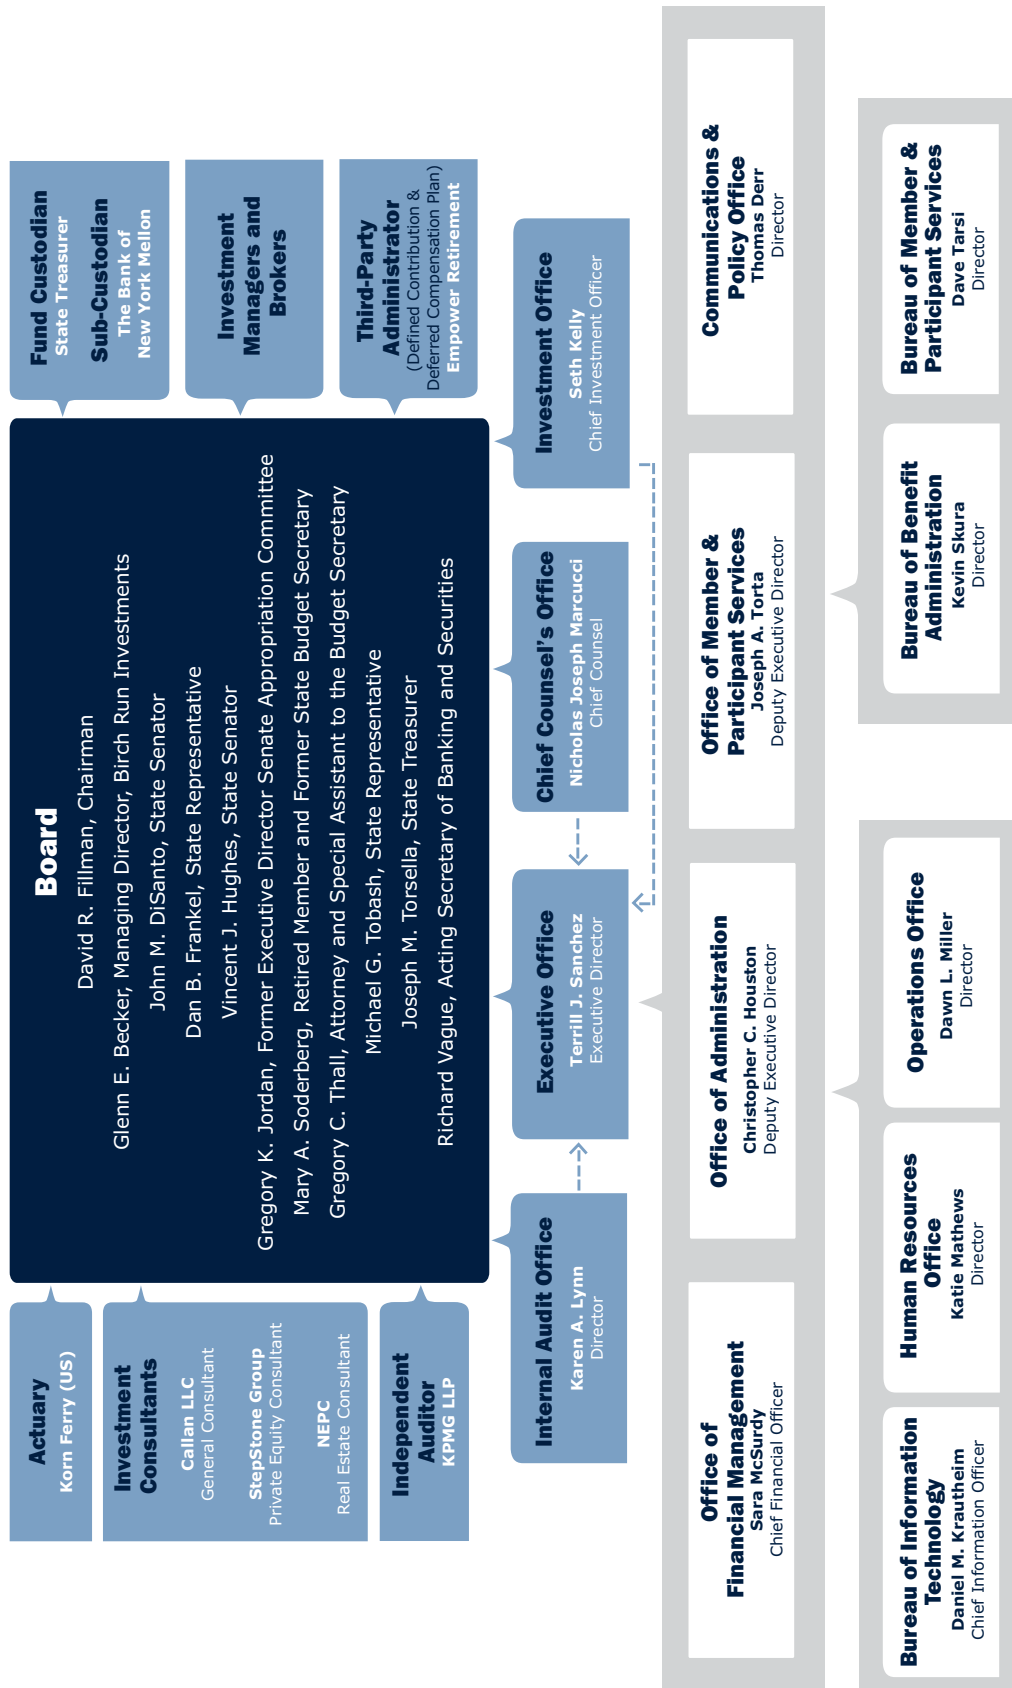 Actuary
Korn Ferry (US)
Investment
Consultants
Callan LLC
General Consultant
StepStone Group
Private Equity Consultant
NEPC
Real Estate Consultant
Independent
Auditor
KPMG LLP
Board
David R. Fillman, Chairman
Glenn E. Becker, Managing Director, Birch Run Investments
John M. DiSanto, State Senator
Dan B. Frankel, State Representative
Vincent J. Hughes, State Senator
Gregory K. Jordan, Former Executive Director Senate Appropriation Committee
Mary A. Soderberg, Retired Member and Former State Budget Secretary
Gregory C. Thall, Attorney and Special Assistant to the Budget Secretary
Michael G. Tobash, State Representative
Joseph M. Torsella, State Treasurer
Richard Vague, Acting Secretary of Banking and Securities
Fund Custodian
State Treasurer
Sub-Custodian
The Bank of
New York Mellon
Investment
Managers and
Brokers
Third-Party
Administrator
(Defined Contribution &
Deferred Compensation Plan)
Empower Retirement
Internal Audit Office
Karen A. Lynn
Director
Executive Office
Terrill J. Sanchez
Executive Director
Chief Counsel's Office
Nicholas Joseph Marcucci
Chief Counsel
Investment Office
Seth Kelly
Chief Investment Officer
Office of
Financial Management
Sara McSurdy
Chief Financial Officer
Office of Administration
Christopher C. Houston
Deputy Executive Director
Office of Member &
Participant Services
Joseph A. Torta
Deputy Executive Director
Communications &
Policy Office
Thomas Derr
Director
Bureau of Information
Technology
Daniel M. Krautheim
Chief Information Officer
Human Resources
Office
Katie Mathews
Director
Operations Office
Dawn L. Miller
Director
Bureau of Benefit
Administration
Kevin Skura
Director
Bureau of Member &
Participant Services
Dave Tarsi
Director